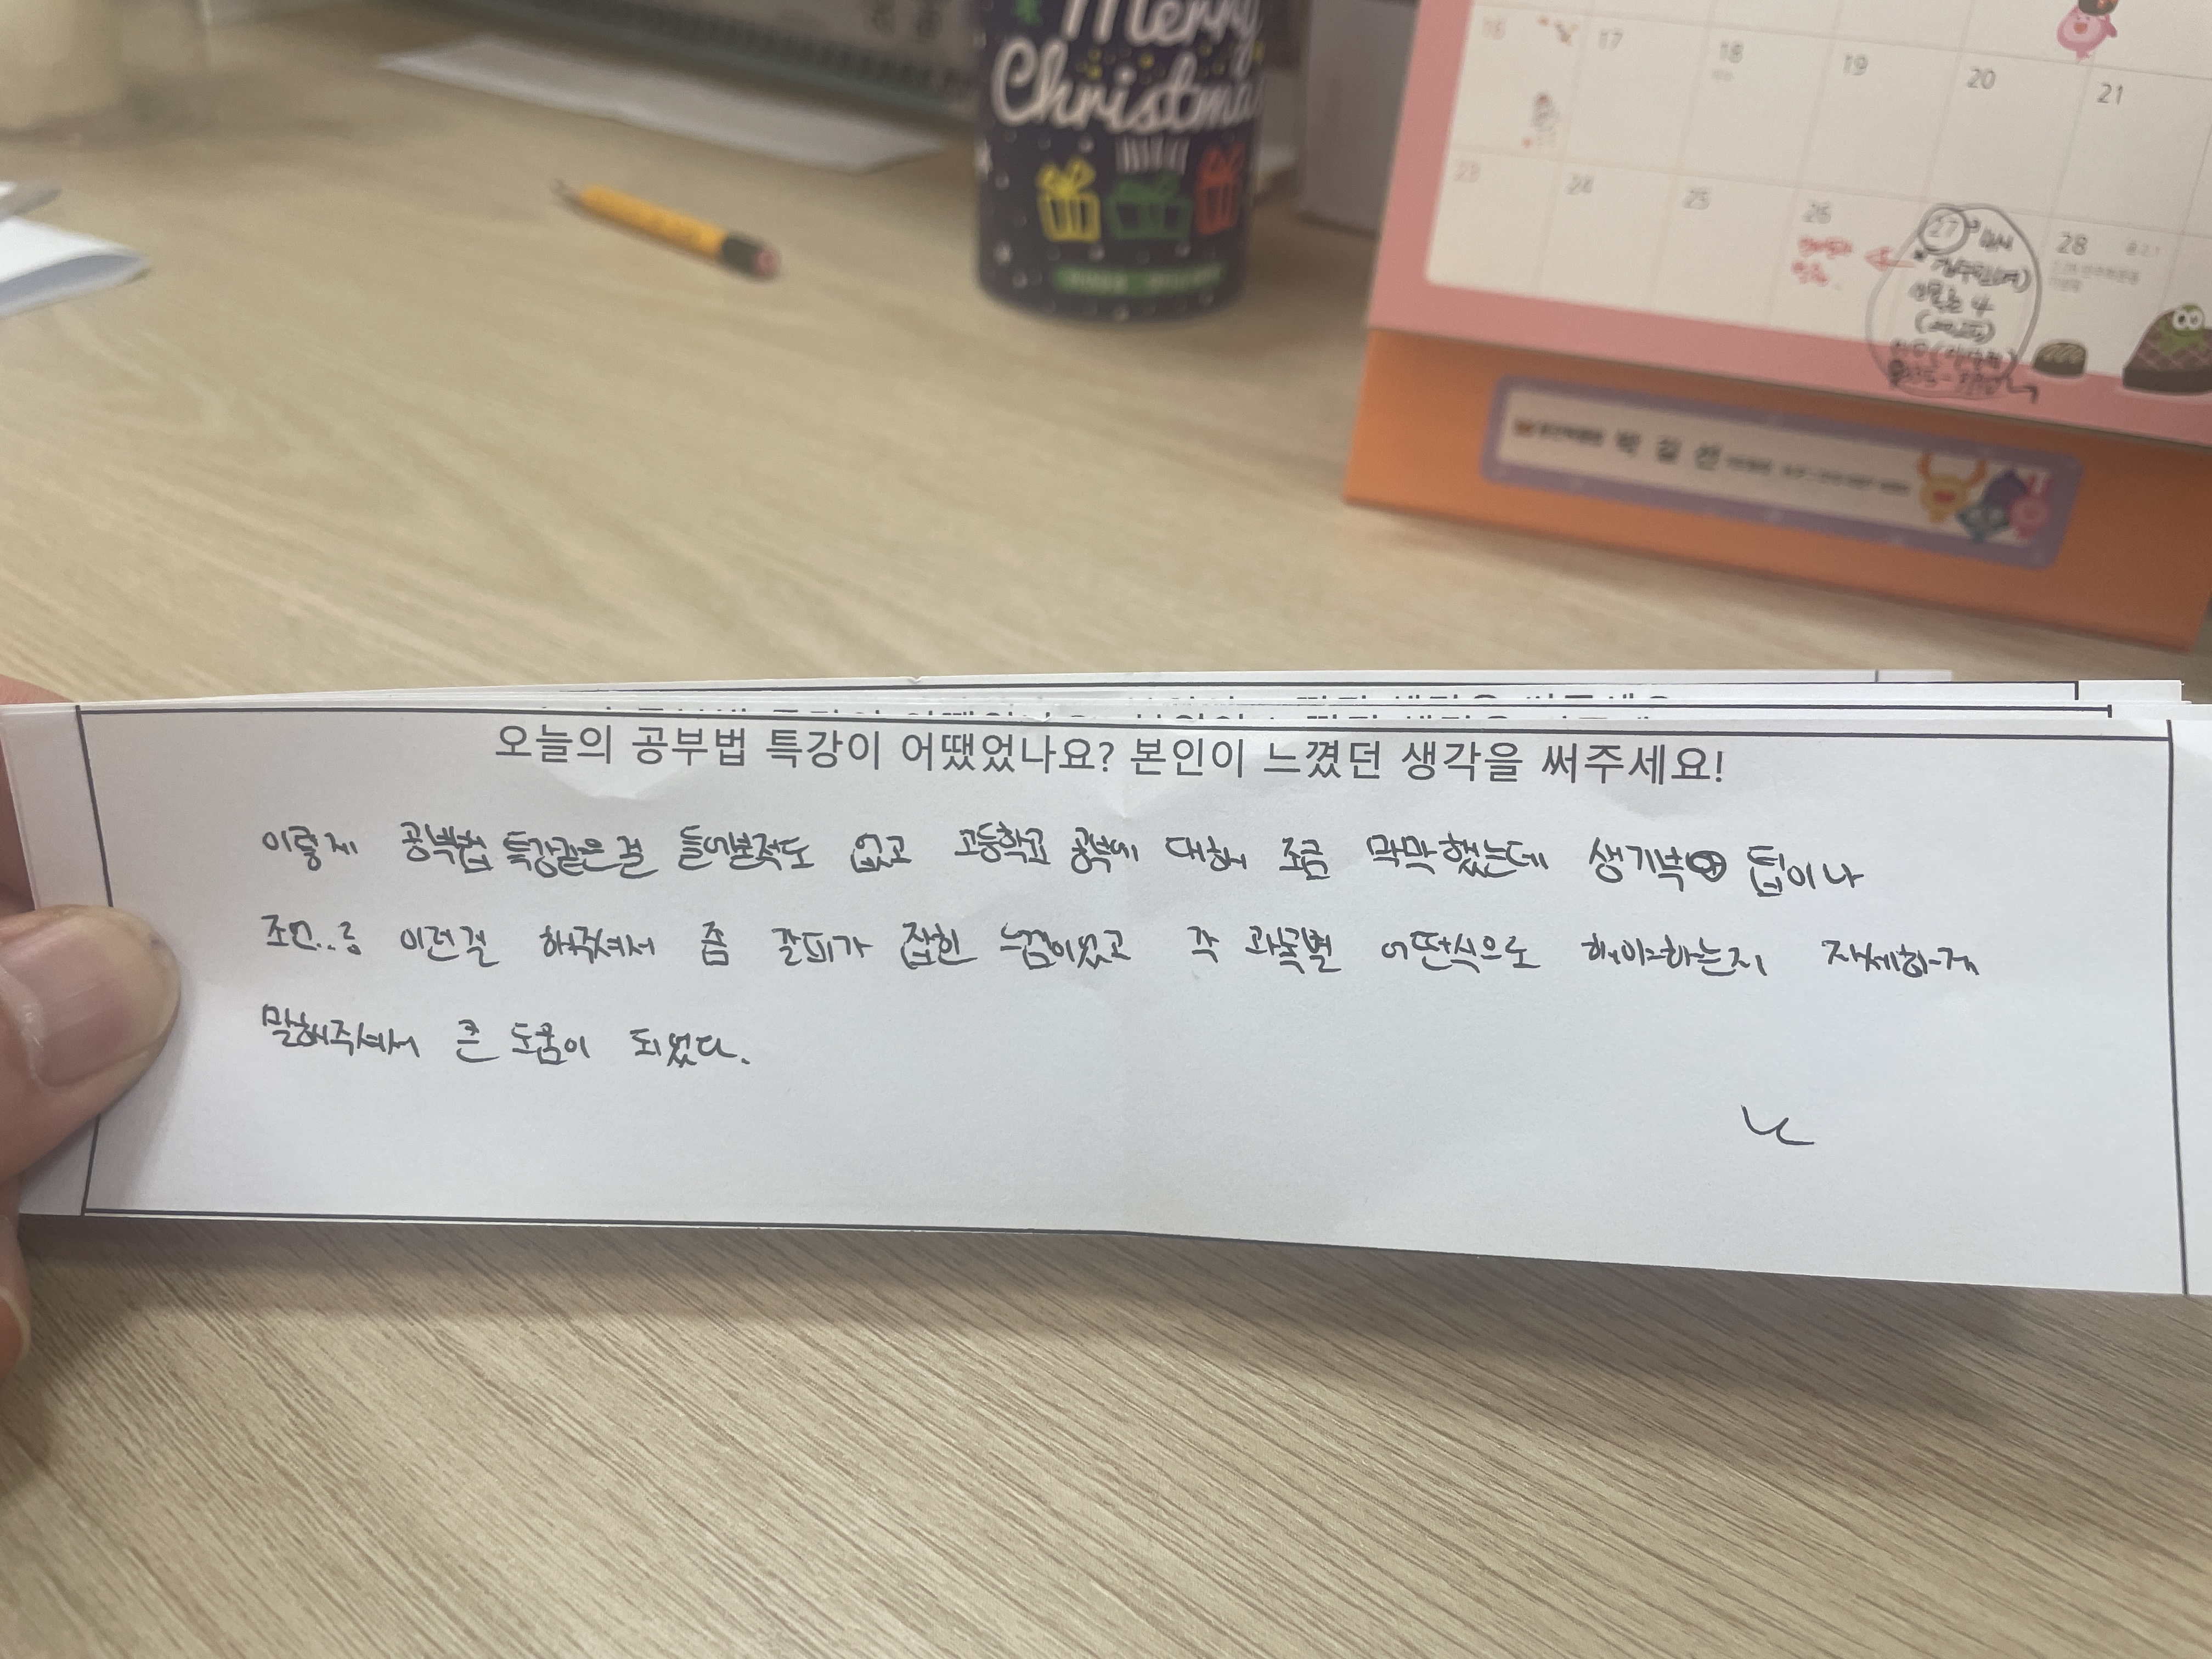 Merry
Christma
16 17 18 19 20 21
23 24 25 26 27 28
오늘의 공부법 특강이 어땠었나요? 본인이 느꼈던 생각을 써주세요!
이렇게 공부법 특강같은 걸 들어본적도 없고 고등학교 공부에 대해 조금 막막했는데 생기부 팁이나
조언..? 이런걸 해주셔서 좀 갈피가 잡힌 느낌이었고 각 과목별 어떤식으로 해야하는지 자세하게
말해주셔서 큰 도움이 되었다.